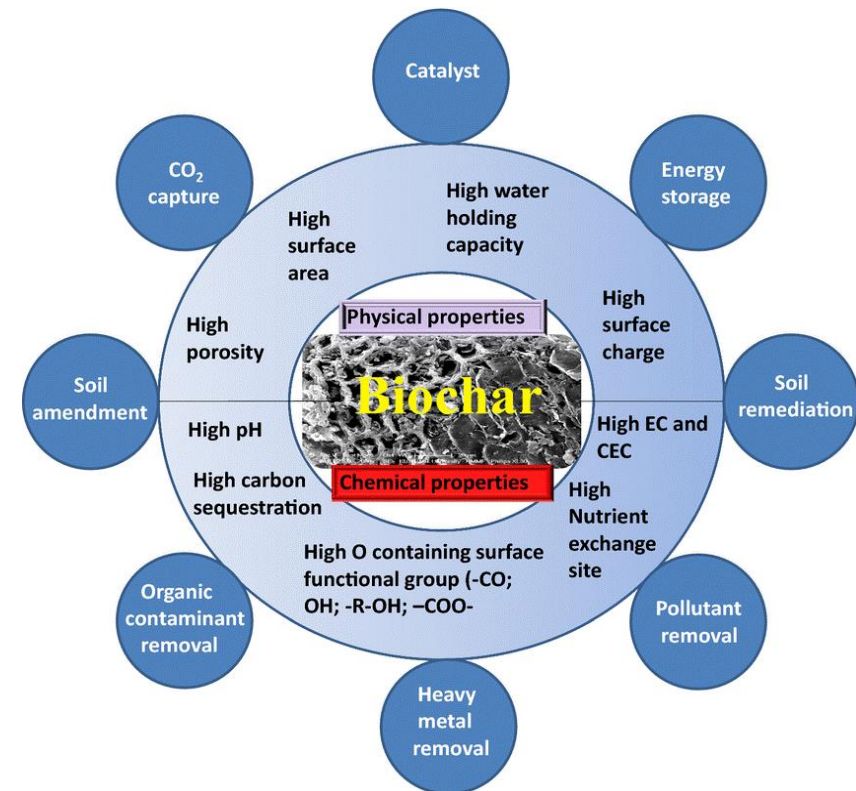 Catalyst
CO₂
capture
Energy
storage
High water
holding
capacity
High
surface
area
High
surface
charge
High
porosity
Physical properties
Biochar
Soil
amendment
Soil
remediation
High pH
High EC and
CEC
High carbon
sequestration
Chemical properties
High
Nutrient
exchange
site
High O containing surface
functional group (-CO;
OH; -R-OH; –COO-
Organic
contaminant
removal
Pollutant
removal
Heavy
metal
removal